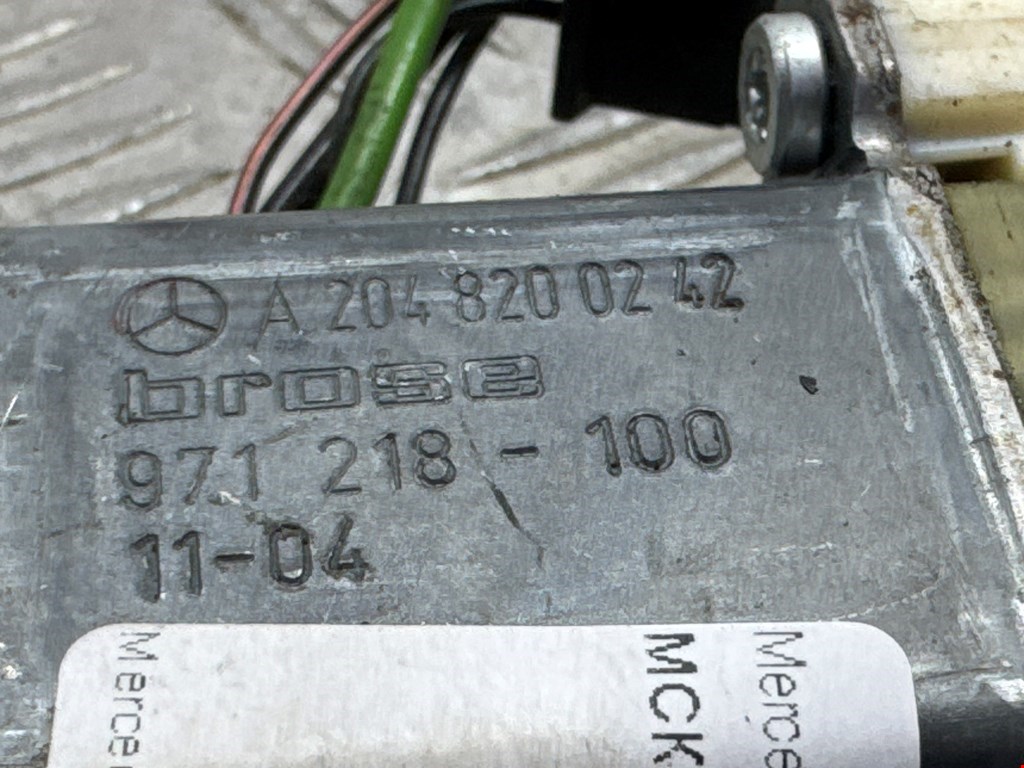 A 204 820 02 42
brose
971 218 - 100
11-04
Merce
MCK
Merce